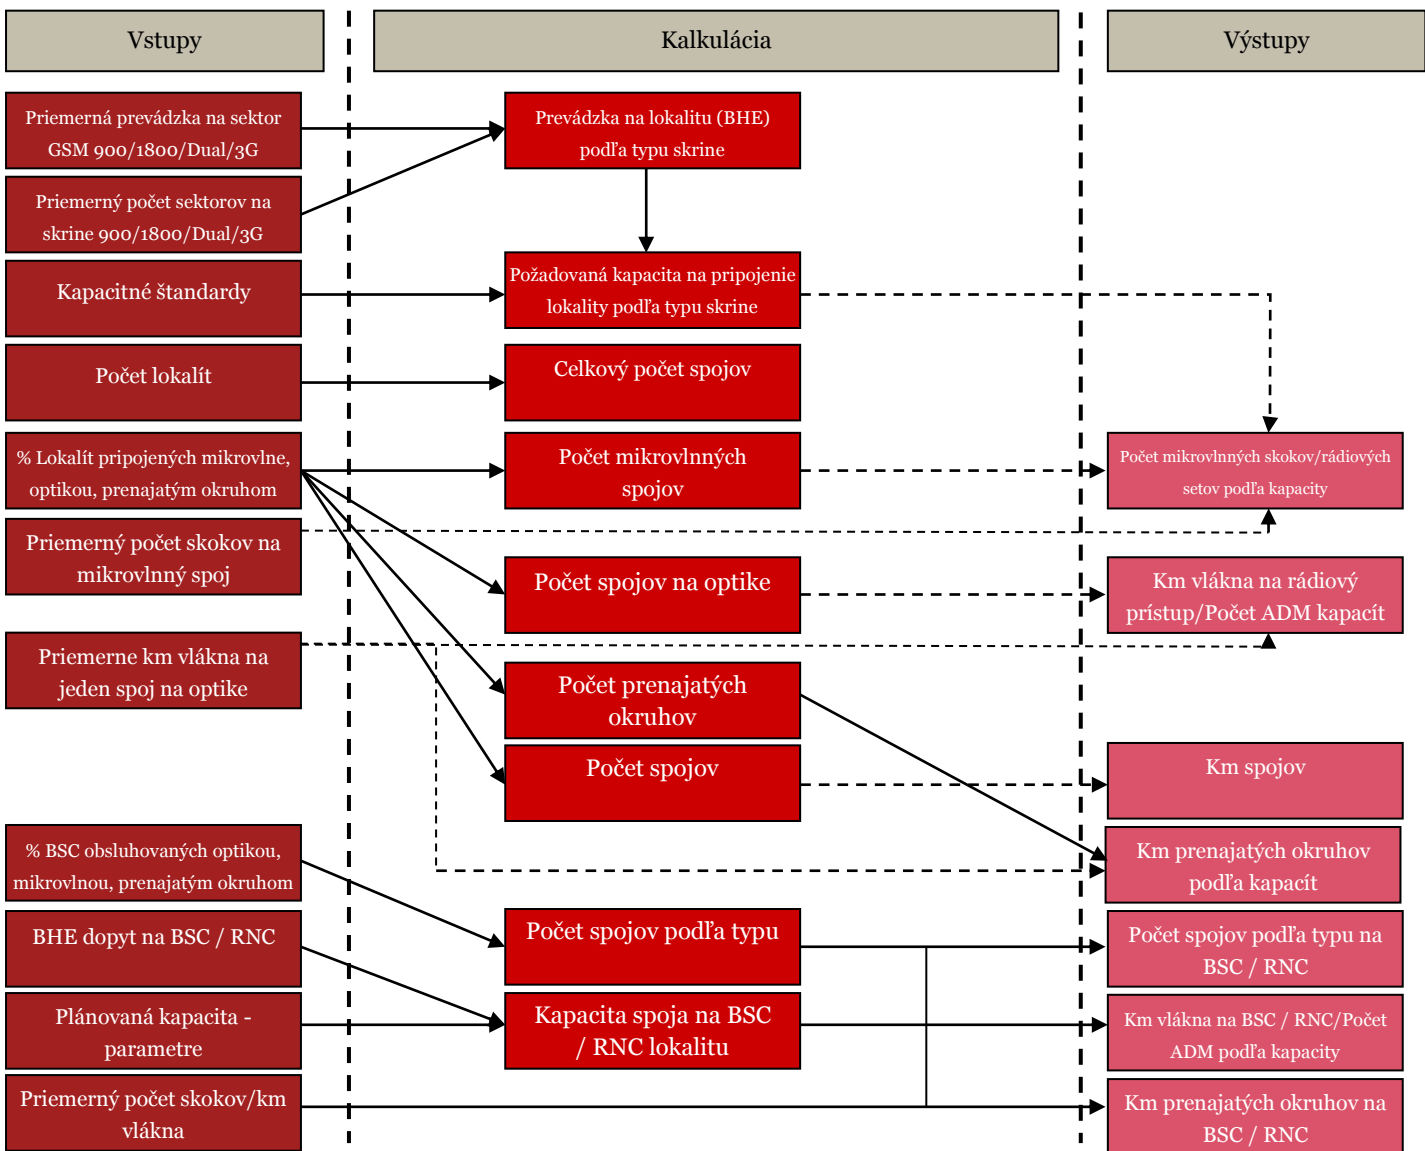 Vstupy
Kalkulácia
Výstupy
Priemerná prevádzka na sektor
GSM 900/1800/Dual/3G
Prevádzka na lokalitu (BHE)
podľa typu skrine
Priemerný počet sektorov na
skrine 900/1800/Dual/3G
Kapacitné štandardy
Požadovaná kapacita na pripojenie
lokality podľa typu skrine
Počet lokalít
Celkový počet spojov
% Lokalít pripojených mikrovlne,
optikou, prenajatým okruhom
Počet mikrovlnných
spojov
Počet mikrovlnných skokov/rádiových
setov podľa kapacity
Priemerný počet skokov na
mikrovlnný spoj
Počet spojov na optike
Km vlákna na rádiový
prístup/Počet ADM kapacít
Priemerne km vlákna na
jeden spoj na optike
Počet prenajatých
okruhov
Počet spojov
Km spojov
% BSC obsluhovaných optikou,
mikrovlnou, prenajatým okruhom
Km prenajatých okruhov
podľa kapacít
BHE dopyt na BSC / RNC
Počet spojov podľa typu
Počet spojov podľa typu na
BSC / RNC
Plánovaná kapacita -
parametre
Kapacita spoja na BSC
/ RNC lokalitu
Km vlákna na BSC / RNC/Počet
ADM podľa kapacity
Priemerný počet skokov/km
vlákna
Km prenajatých okruhov na
BSC / RNC